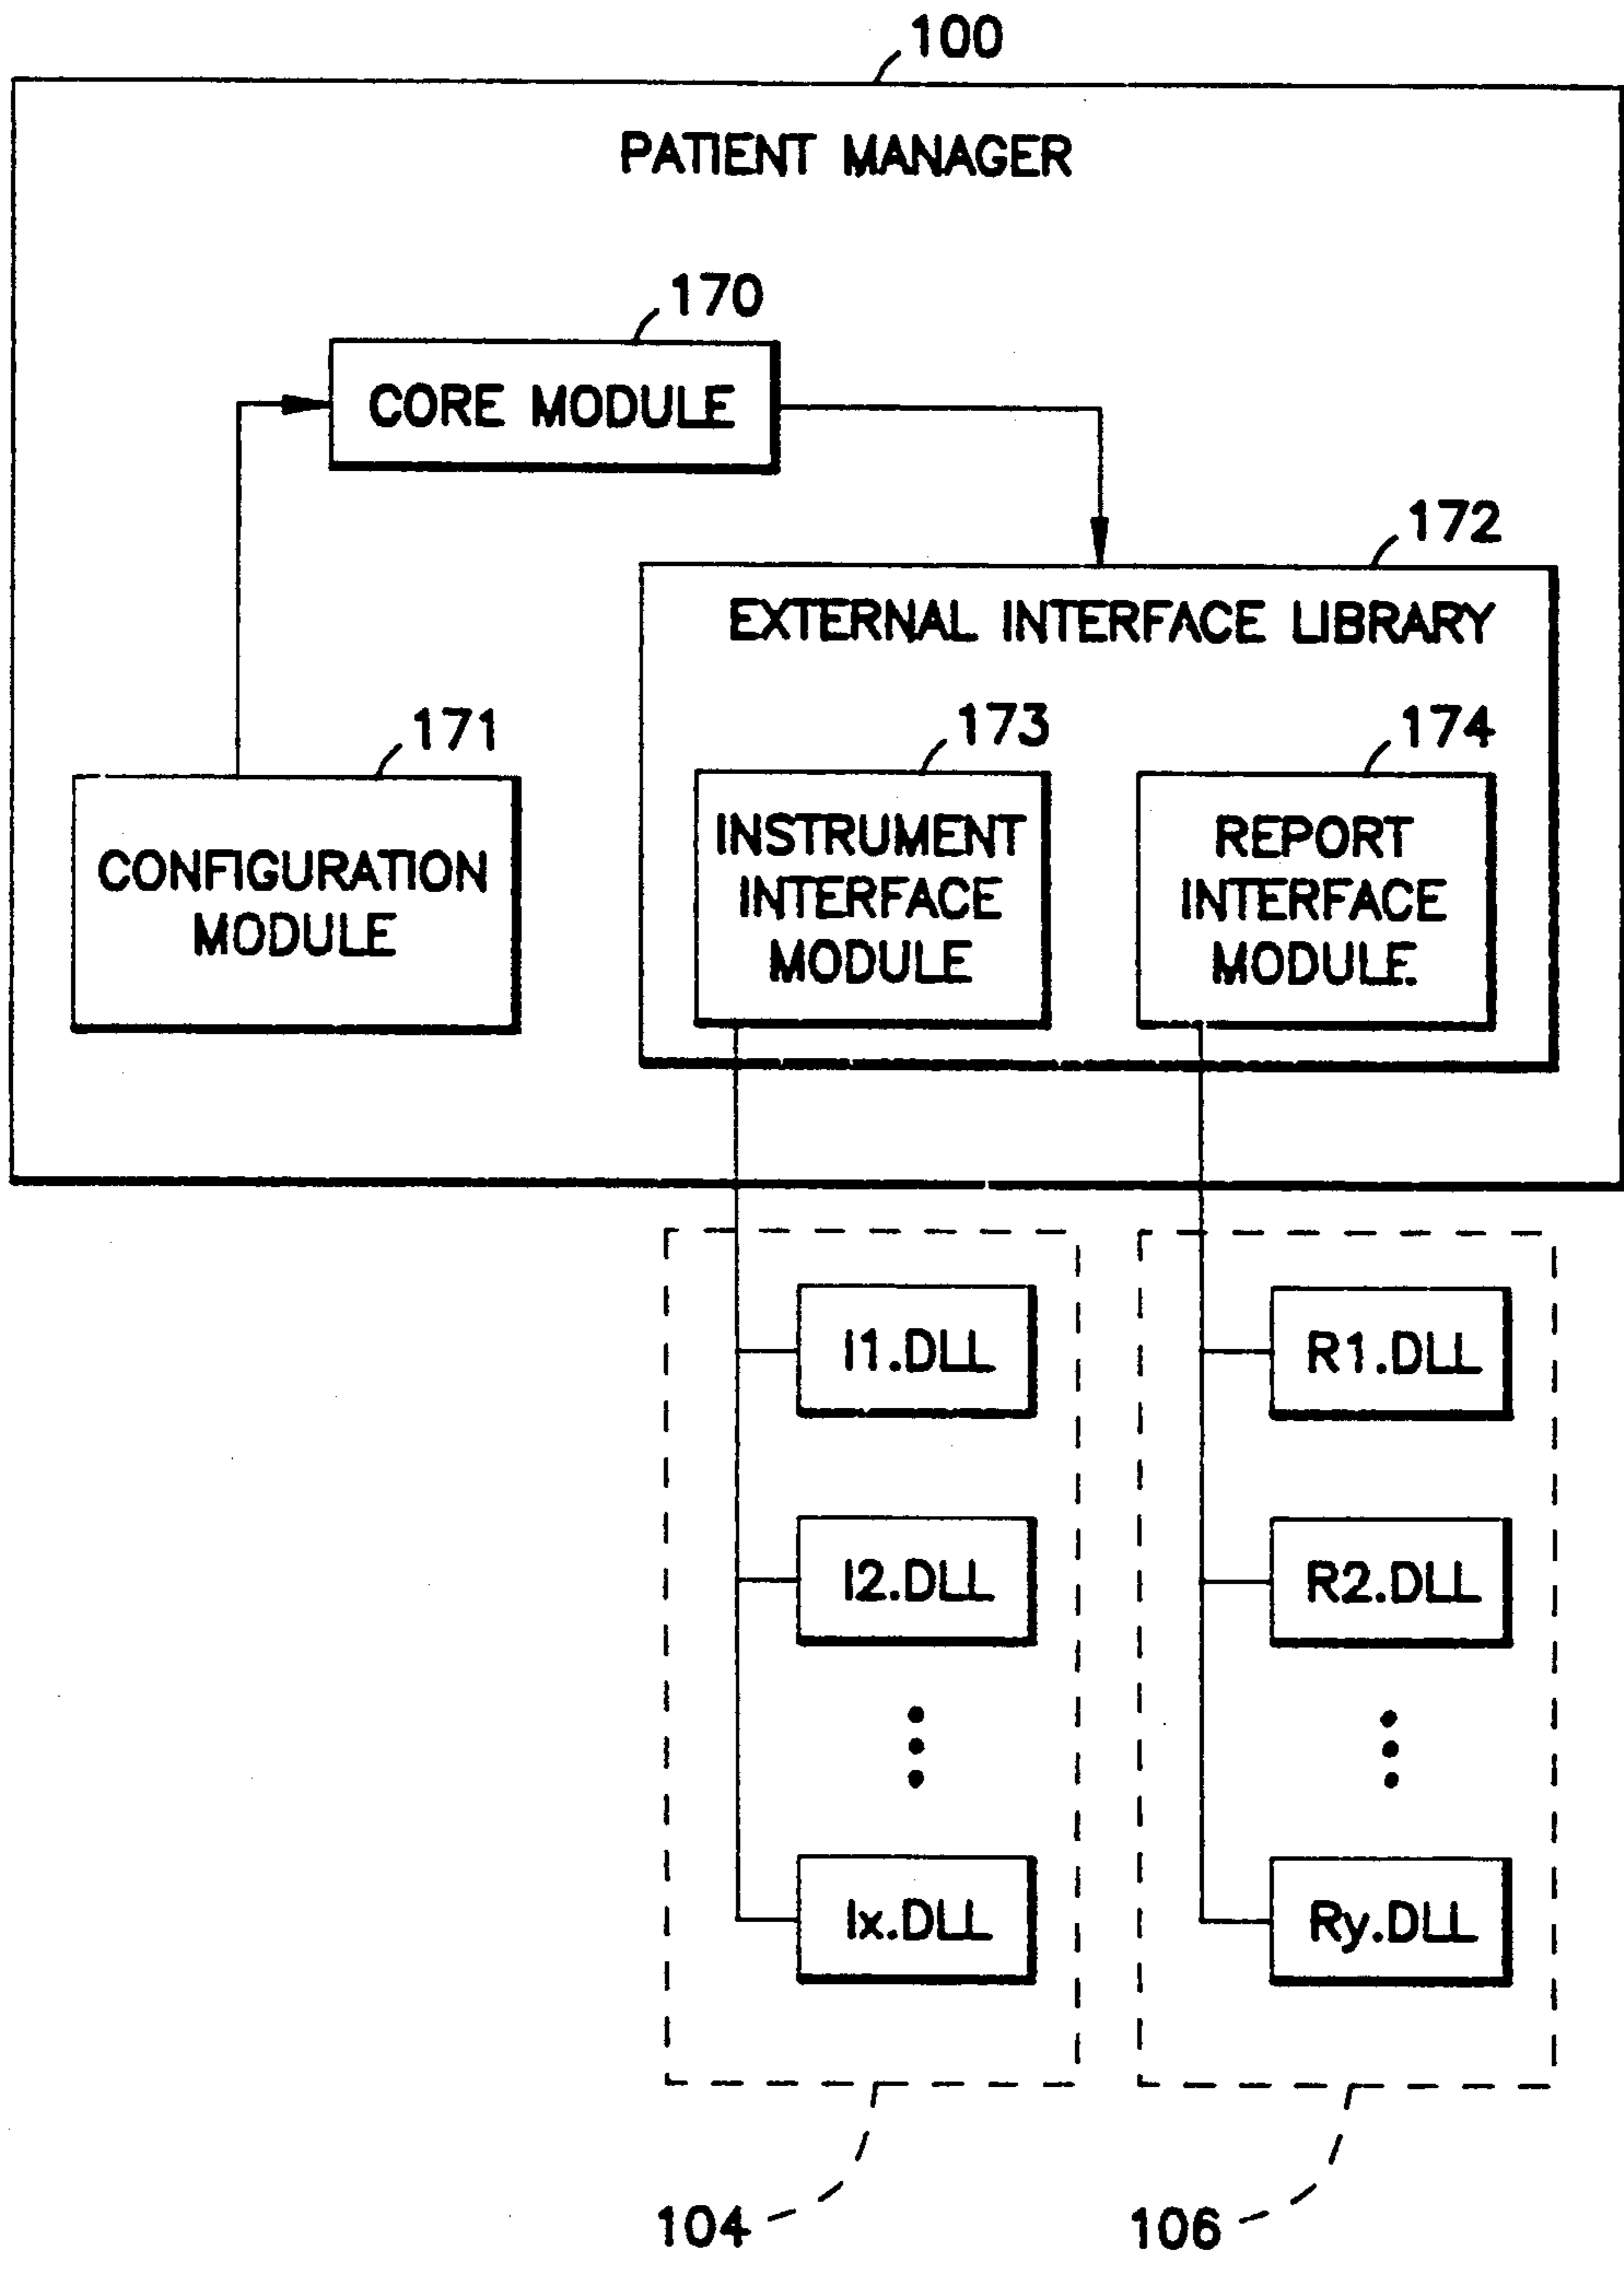 100
PATIENT MANAGER
170
CORE MODULE
172
EXTERNAL INTERFACE LIBRARY
171
CONFIGURATION
MODULE
173
INSTRUMENT
INTERFACE
MODULE
174
REPORT
INTERFACE
MODULE
I1.DLL
I2.DLL
Ix.DLL
R1.DLL
R2.DLL
Ry.DLL
104
106